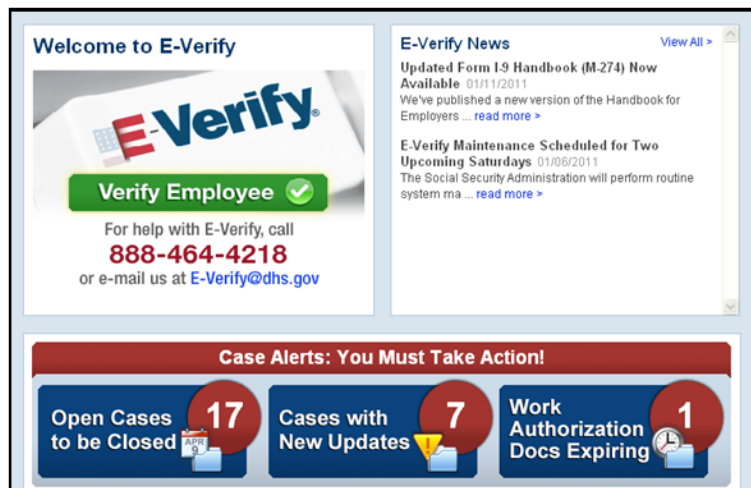 Welcome to E-Verify
E-Verify®
Verify Employee
For help with E-Verify, call
888-464-4218
or e-mail us at E-Verify@dhs.gov
E-Verify News
View All >
Updated Form I-9 Handbook (M-274) Now
Available 01/11/2011
We've published a new version of the Handbook for
Employers ... read more >
E-Verify Maintenance Scheduled for Two
Upcoming Saturdays 01/06/2011
The Social Security Administration will perform routine
system ma ... read more >
Case Alerts: You Must Take Action!
Open Cases
to be Closed
17
APR
9
Cases with
New Updates
7
Work
Authorization
Docs Expiring
1